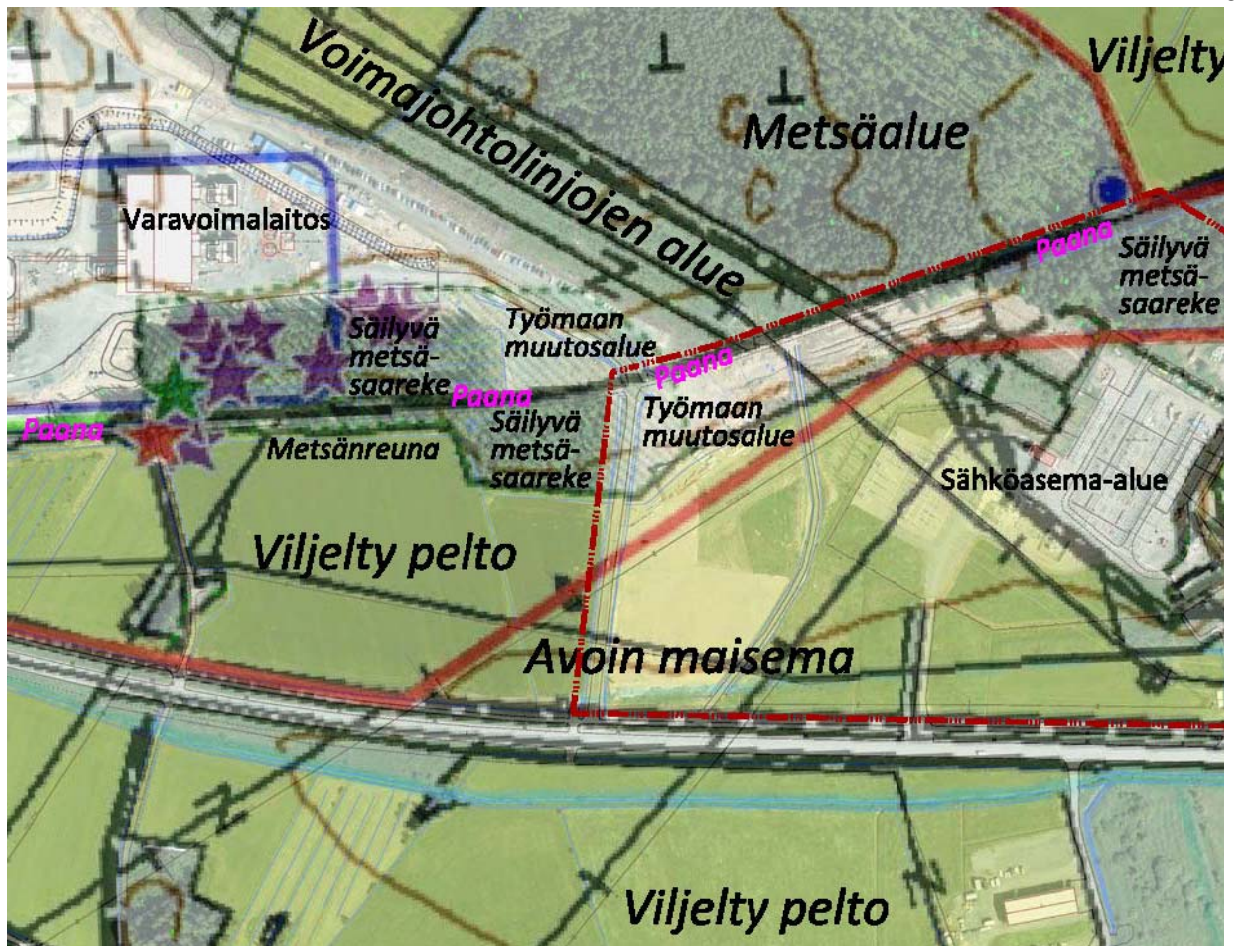 Voimajohtolinjojen alue
Viljelty
Metsäalue
Varavoimalaitos
Paana
Säilyvä
metsä-
saareke
Säilyvä
metsä-
saareke
Työmaan
muutosalue
Paana
Paana
Paana
Metsänreuna
Säilyvä
metsä-
saareke
Työmaan
muutosalue
Sähköasema-alue
Viljelty pelto
Avoin maisema
Viljelty pelto